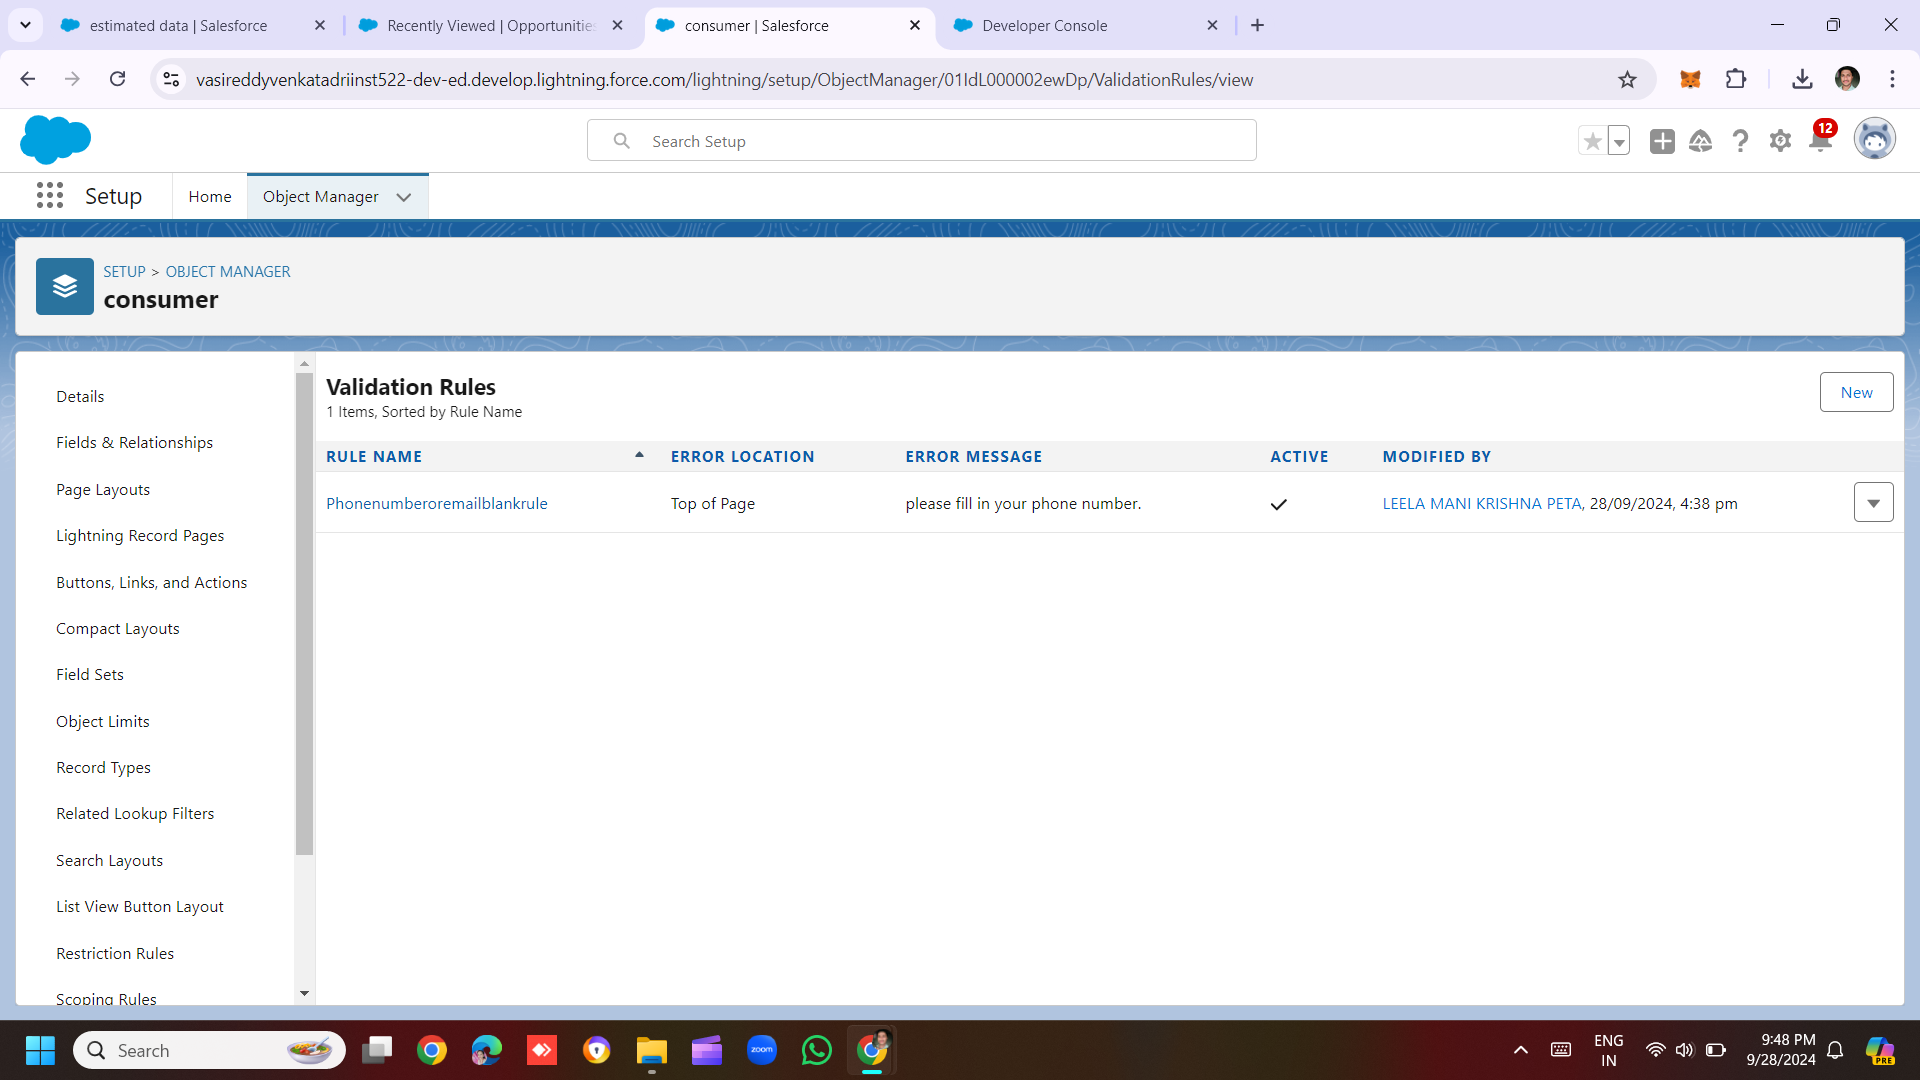 estimated data | Salesforce
Recently Viewed | Opportunities
consumer | Salesforce
Developer Console
vasireddyvenkatadriinst522-dev-ed.develop.lightning.force.com/lightning/setup/ObjectManager/01IdL000002ewDp/ValidationRules/view
Search Setup
12
Setup
Home
Object Manager
SETUP > OBJECT MANAGER
consumer
Details
Fields & Relationships
Page Layouts
Lightning Record Pages
Buttons, Links, and Actions
Compact Layouts
Field Sets
Object Limits
Record Types
Related Lookup Filters
Search Layouts
List View Button Layout
Restriction Rules
Scoping Rules
Validation Rules
1 Items, Sorted by Rule Name
New
RULE NAME ERROR LOCATION ERROR MESSAGE ACTIVE MODIFIED BY
Phonenumberoremailblankrule Top of Page please fill in your phone number. LEELA MANI KRISHNA PETA, 28/09/2024, 4:38 pm
Search
zoom
ENG
IN
9:48 PM
9/28/2024
PRE